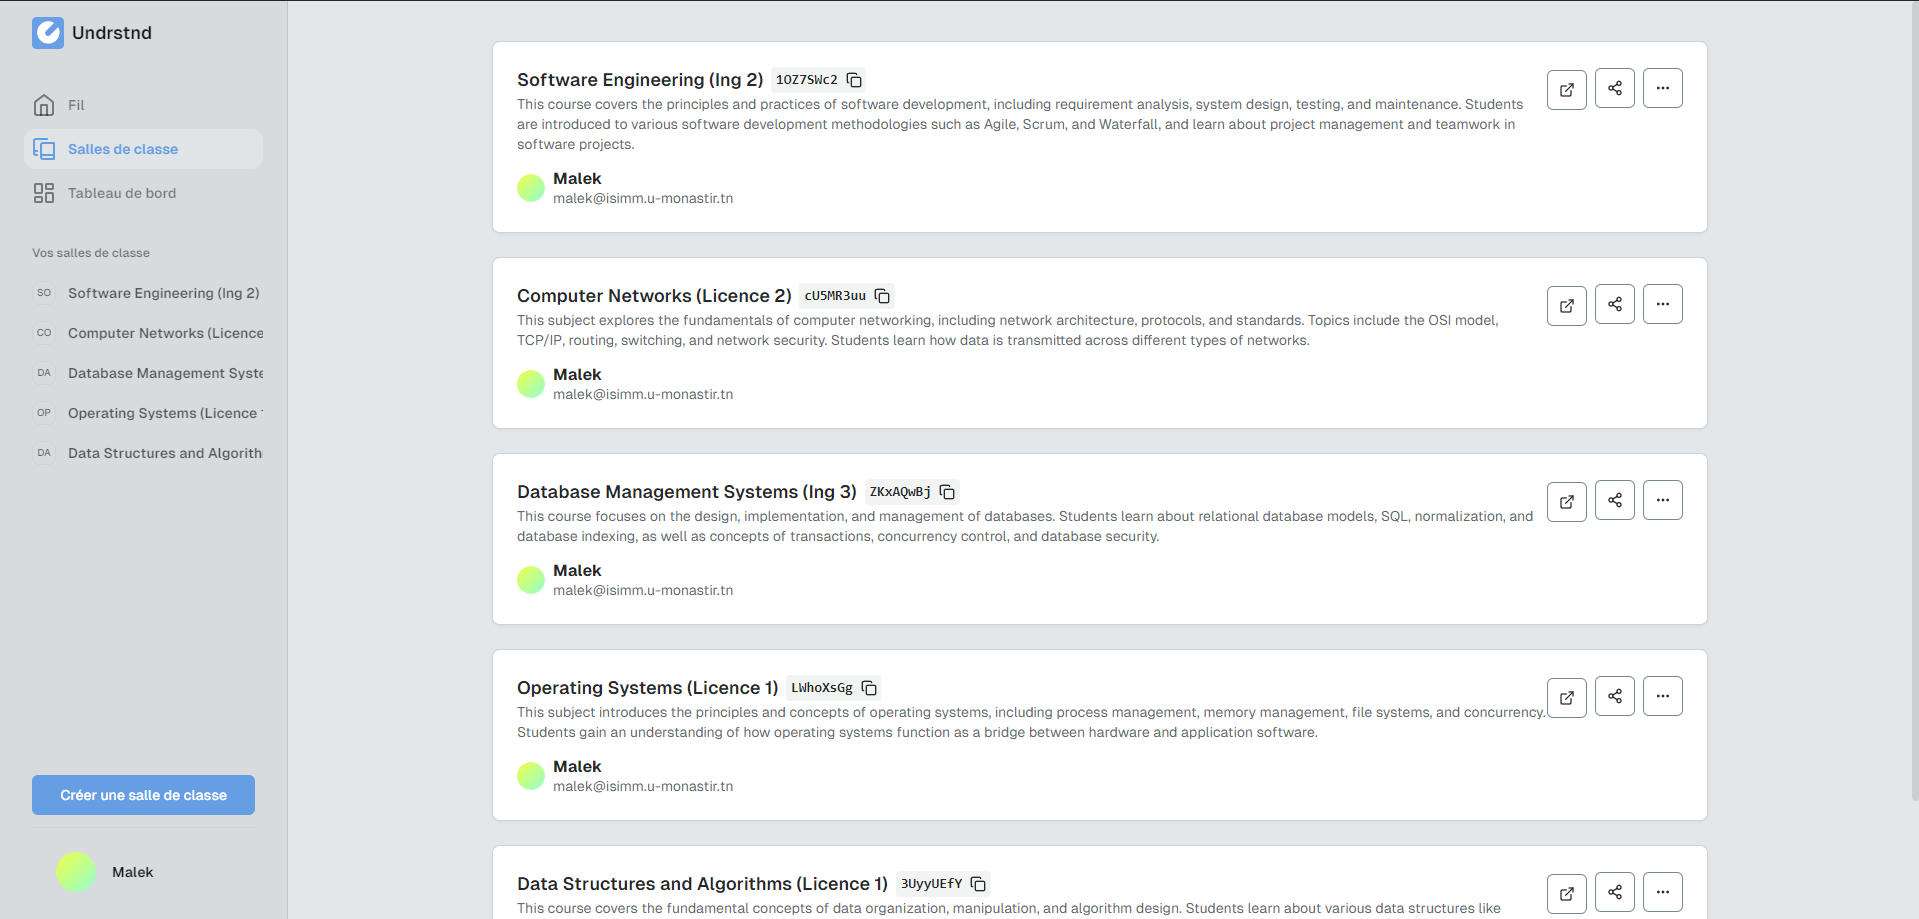 Undrstnd
Fil
Salles de classe
Tableau de bord
Vos salles de classe
SO Software Engineering (Ing 2)
CO Computer Networks (Licence
DA Database Management Syste
OP Operating Systems (Licence
DA Data Structures and Algorith
Créer une salle de classe
Malek
Software Engineering (Ing 2) 1OZ7SWc2
This course covers the principles and practices of software development, including requirement analysis, system design, testing, and maintenance. Students
are introduced to various software development methodologies such as Agile, Scrum, and Waterfall, and learn about project management and teamwork in
software projects.
Malek
malek@isimm.u-monastir.tn
Computer Networks (Licence 2) cU5MR3uu
This subject explores the fundamentals of computer networking, including network architecture, protocols, and standards. Topics include the OSI model,
TCP/IP, routing, switching, and network security. Students learn how data is transmitted across different types of networks.
Malek
malek@isimm.u-monastir.tn
Database Management Systems (Ing 3) ZKxAQwBj
This course focuses on the design, implementation, and management of databases. Students learn about relational database models, SQL, normalization, and
database indexing, as well as concepts of transactions, concurrency control, and database security.
Malek
malek@isimm.u-monastir.tn
Operating Systems (Licence 1) LWhoXsGg
This subject introduces the principles and concepts of operating systems, including process management, memory management, file systems, and concurrency.
Students gain an understanding of how operating systems function as a bridge between hardware and application software.
Malek
malek@isimm.u-monastir.tn
Data Structures and Algorithms (Licence 1) 3UyyUEfY
This course covers the fundamental concepts of data organization, manipulation, and algorithm design. Students learn about various data structures like